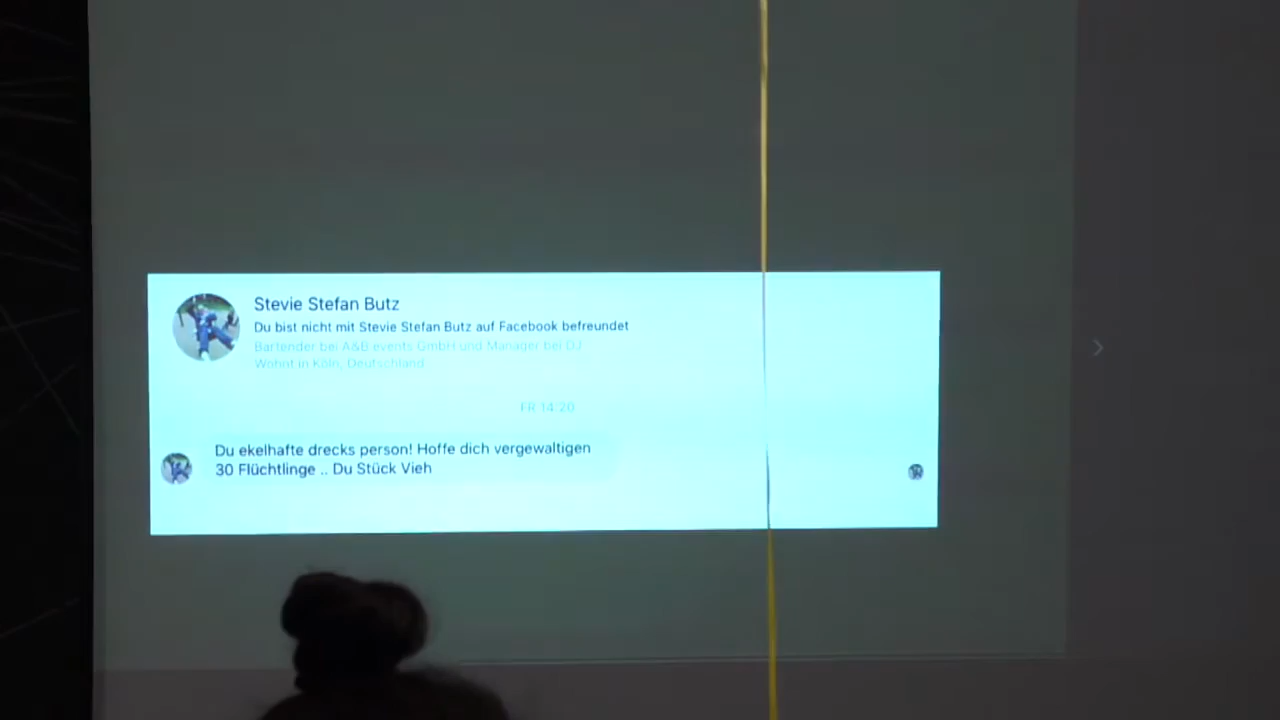 Stevie Stefan Butz
Du bist nicht mit Stevie Stefan Butz auf Facebook befreundet
Bartender bei A&B events GmbH und Manager bei DJ
Wohnt in Köln, Deutschland
FR 14:20
Du ekelhafte drecks person! Hoffe dich vergewaltigen
30 Flüchtlinge .. Du Stück Vieh